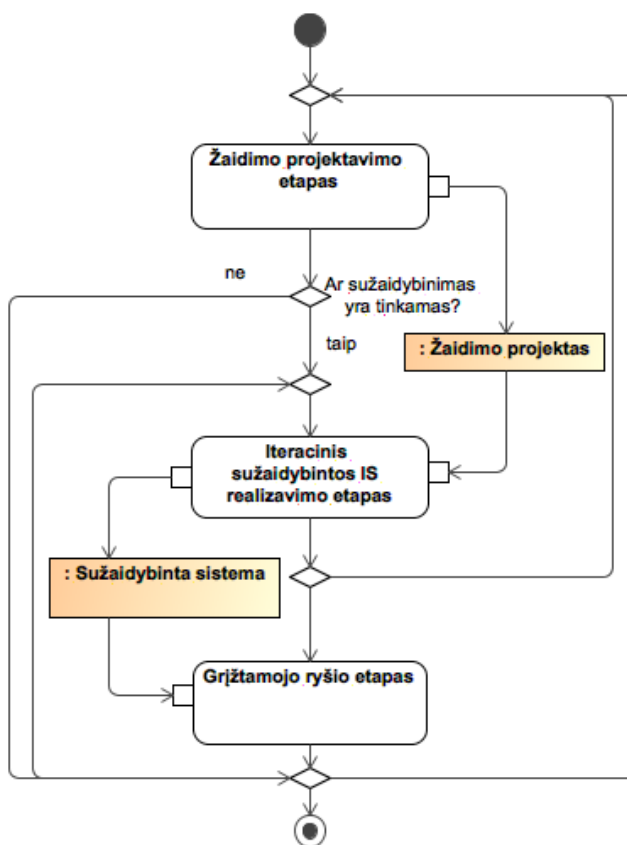 Žaidimo projektavimo
etapas
ne
Ar sužaidybinimas
yra tinkamas?
taip
: Žaidimo projektas
Iteracinis
sužaidybintos IS
realizavimo etapas
: Sužaidybinta sistema
Grįžtamojo ryšio etapas